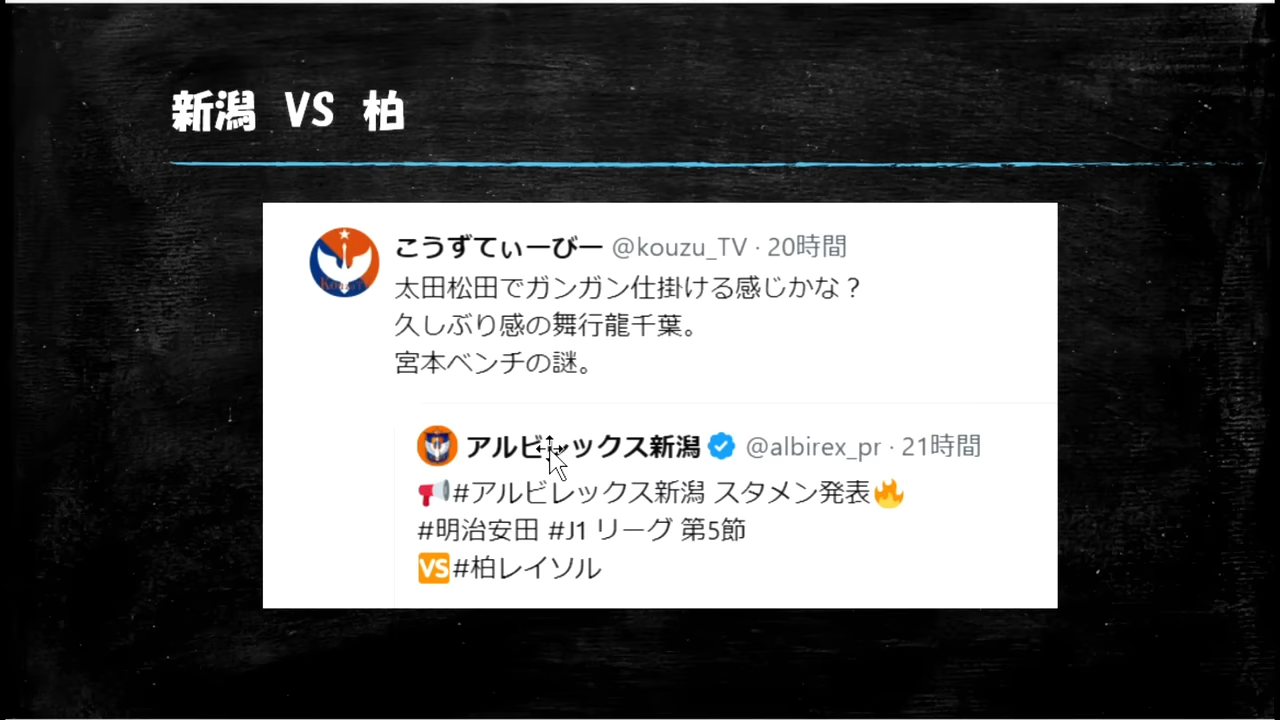 新潟 VS 柏
こうずてぃーびー @kouzu_TV · 20時間
太田松田でガンガン仕掛ける感じかな？
久しぶり感の舞行龍千葉。
宮本ベンチの謎。
アルビレックス新潟 @albirex_pr · 21時間
#アルビレックス新潟 スタメン発表
#明治安田 #J1 リーグ 第5節
VS #柏レイソル